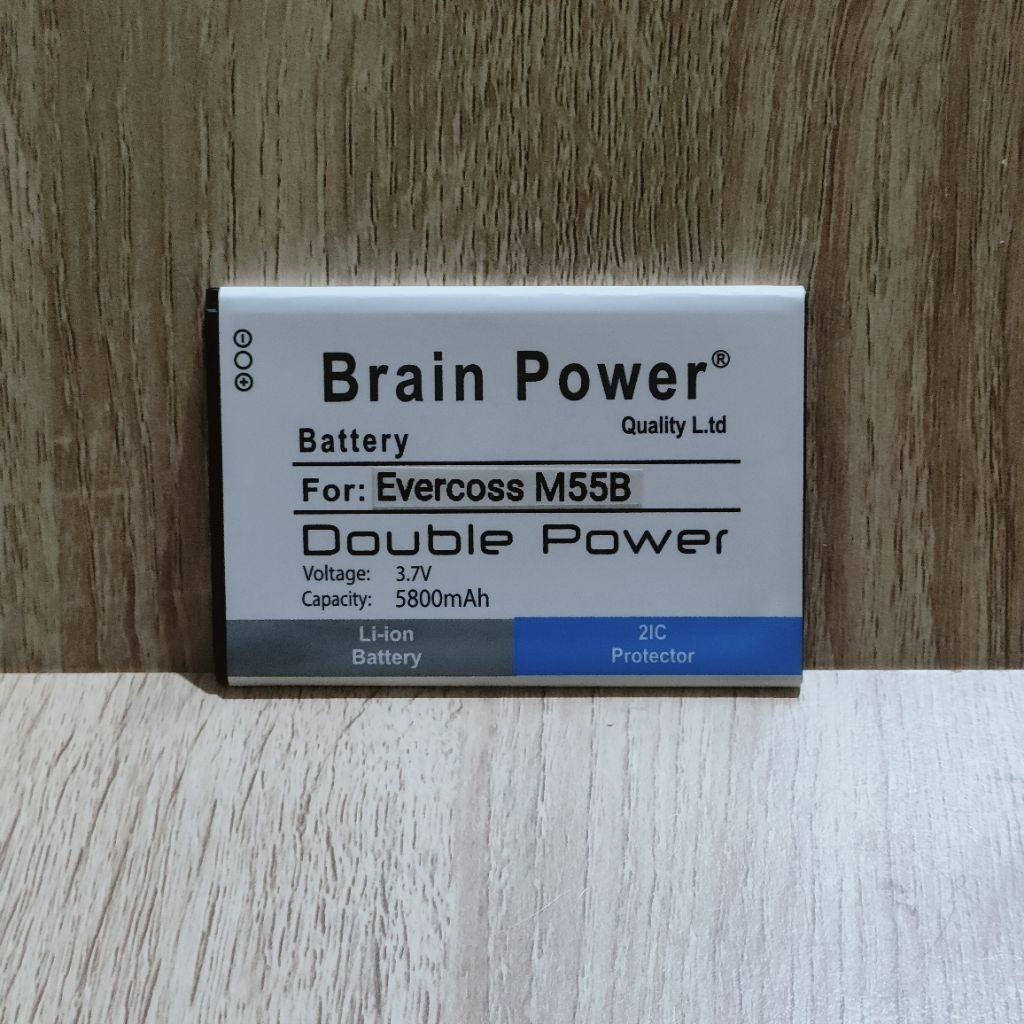 Brain Power®
Quality L.td
Battery
For: Evercoss M55B
Double Power
Voltage: 3.7V
Capacity: 5800mAh
Li-ion
Battery
2IC
Protector